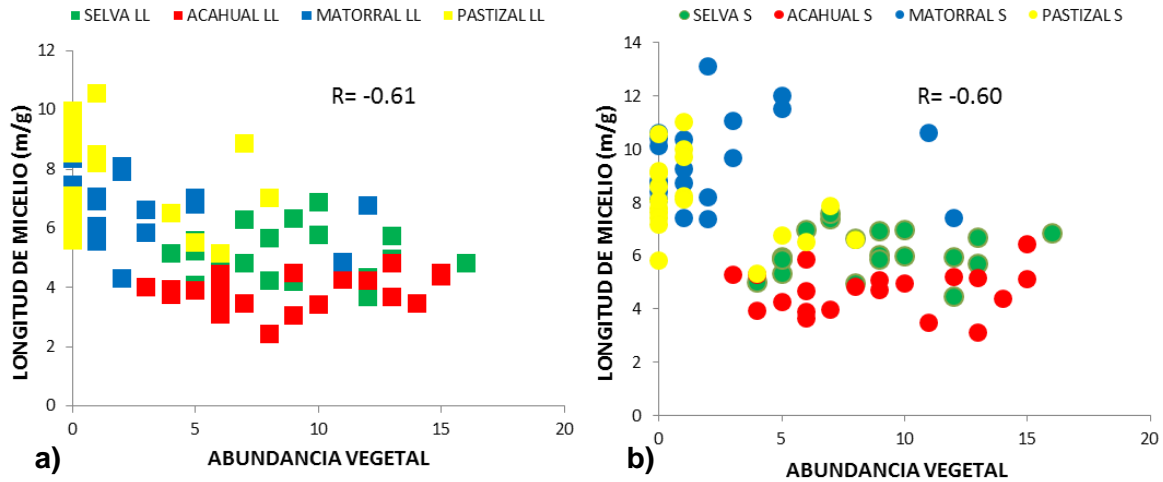 SELVA LL ACAHUAL LL MATORRAL LL PASTIZAL LL
12
10
8
6
4
2
0
0 5 10 15 20
LONGITUD DE MICELIO (m/g)
R= -0.61
ABUNDANCIA VEGETAL
a)
SELVA S ACAHUAL S MATORRAL S PASTIZAL S
14
12
10
8
6
4
2
0
0 5 10 15 20
LONGITUD DE MICELIO (m/g)
R= -0.60
ABUNDANCIA VEGETAL
b)